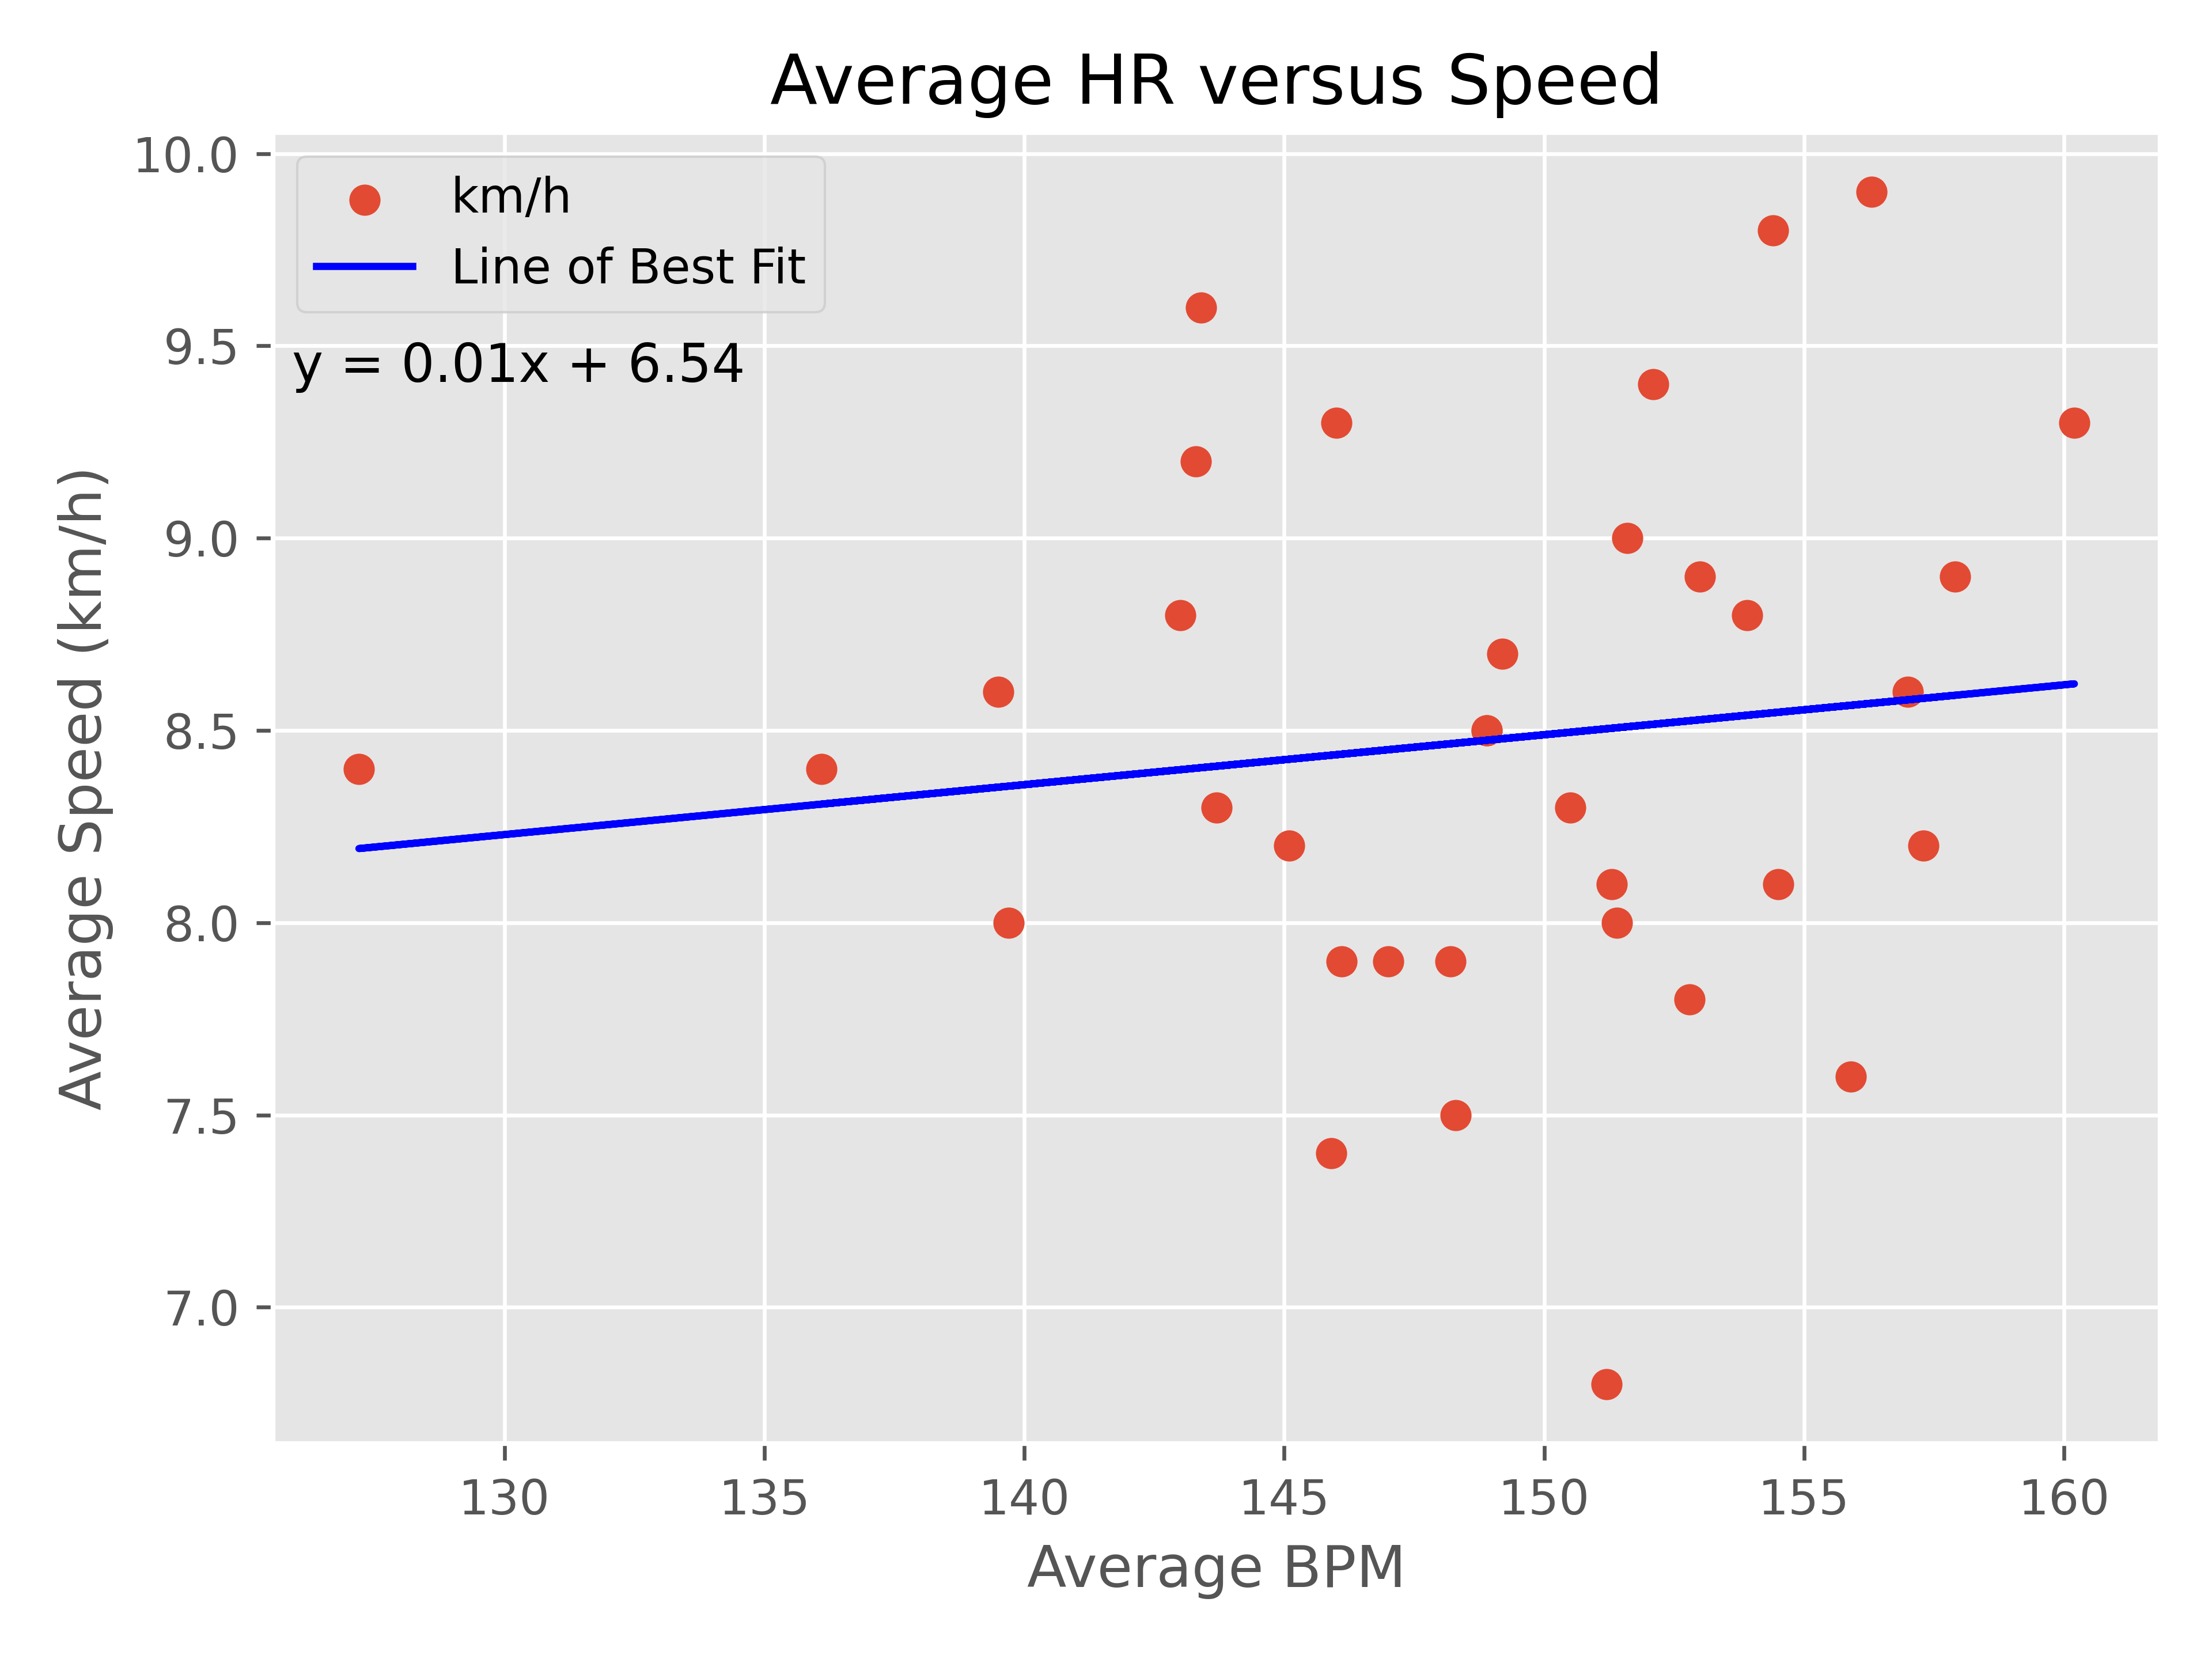 Average HR versus Speed
km/h
Line of Best Fit
y = 0.01x + 6.54
Average Speed (km/h)
10.0
9.5
9.0
8.5
8.0
7.5
7.0
130 135 140 145 150 155 160
Average BPM